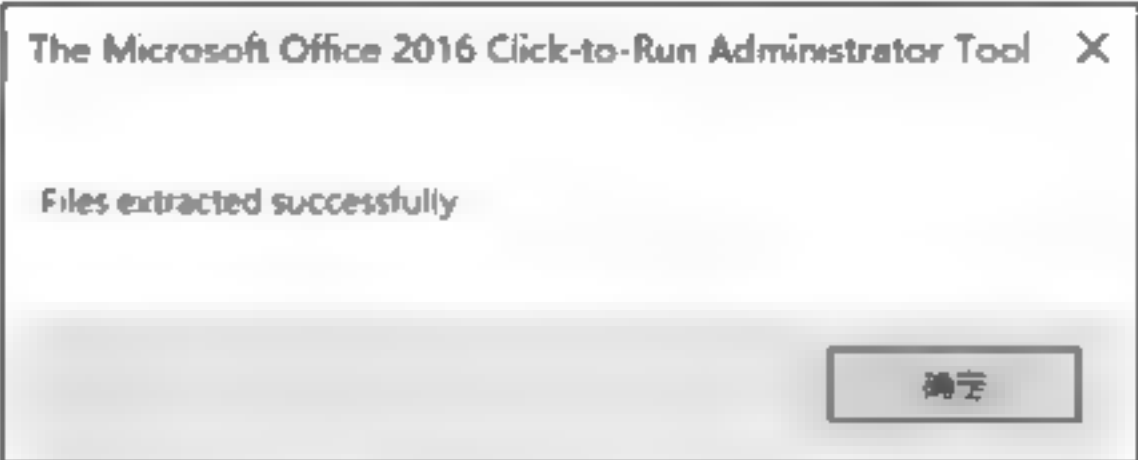 The Microsoft Office 2016 Click-to-Run Administrator Tool
Files extracted successfully
确定